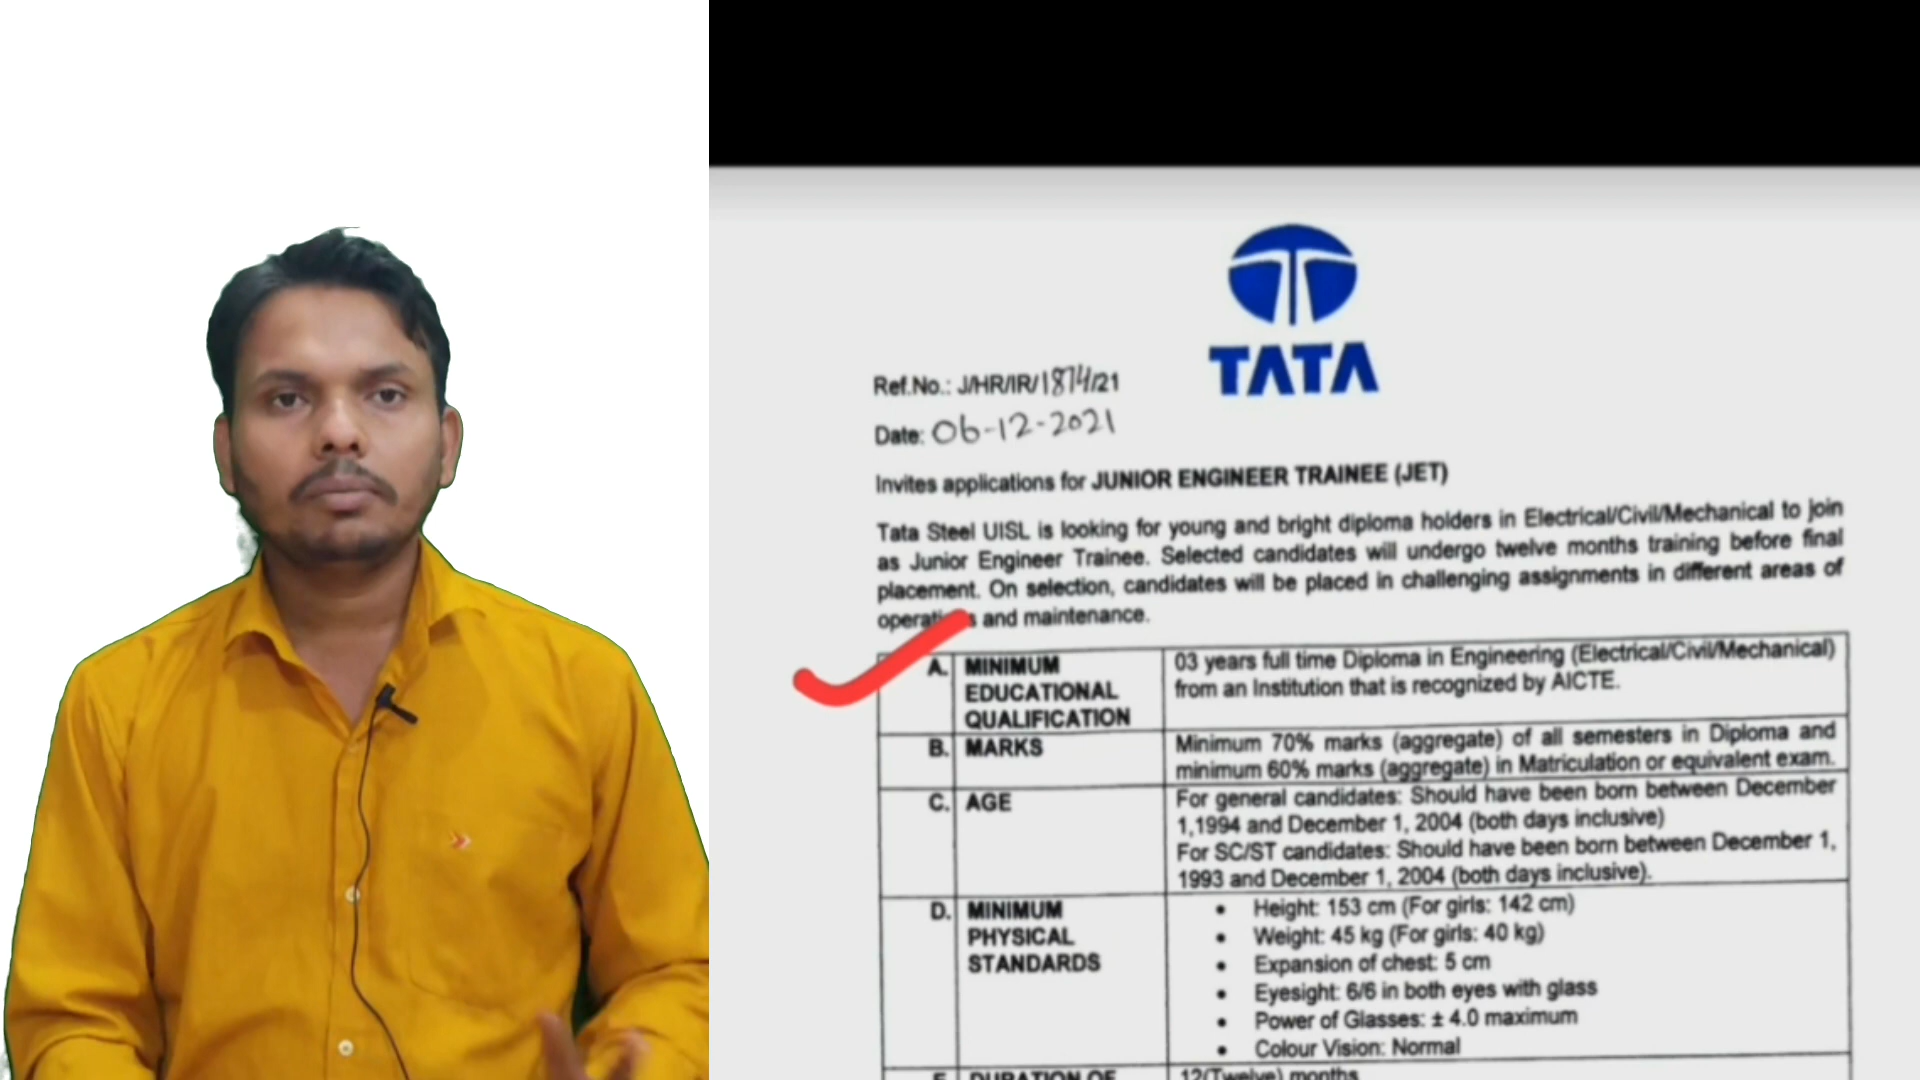 TATA
Ref.No.: J/HR/IR/1874/21
Date: 06-12-2021
Invites applications for JUNIOR ENGINEER TRAINEE (JET)
Tata Steel UISL is looking for young and bright diploma holders in Electrical/Civil/Mechanical to join
as Junior Engineer Trainee. Selected candidates will undergo twelve months training before final
placement. On selection, candidates will be placed in challenging assignments in different areas of
and maintenance.
A. MINIMUM
EDUCATIONAL
QUALIFICATION
03 years full time Diploma in Engineering (Electrical/Civil/Mechanical)
from an Institution that is recognized by AICTE.
B. MARKS
Minimum 70% marks (aggregate) of all semesters in Diploma and
minimum 60% marks (aggregate) in Matriculation or equivalent exam.
C. AGE
For general candidates: Should have been born between December
1,1994 and December 1, 2004 (both days inclusive)
For SC/ST candidates: Should have been born between December 1,
1993 and December 1, 2004 (both days inclusive).
D. MINIMUM
PHYSICAL
STANDARDS
• Height: 153 cm (For girls: 142 cm)
• Weight: 45 kg (For girls: 40 kg)
• Expansion of chest: 5 cm
• Eyesight: 6/6 in both eyes with glass
• Power of Glasses: ± 4.0 maximum
• Colour Vision: Normal
DURATION OF
12(Twelve) months